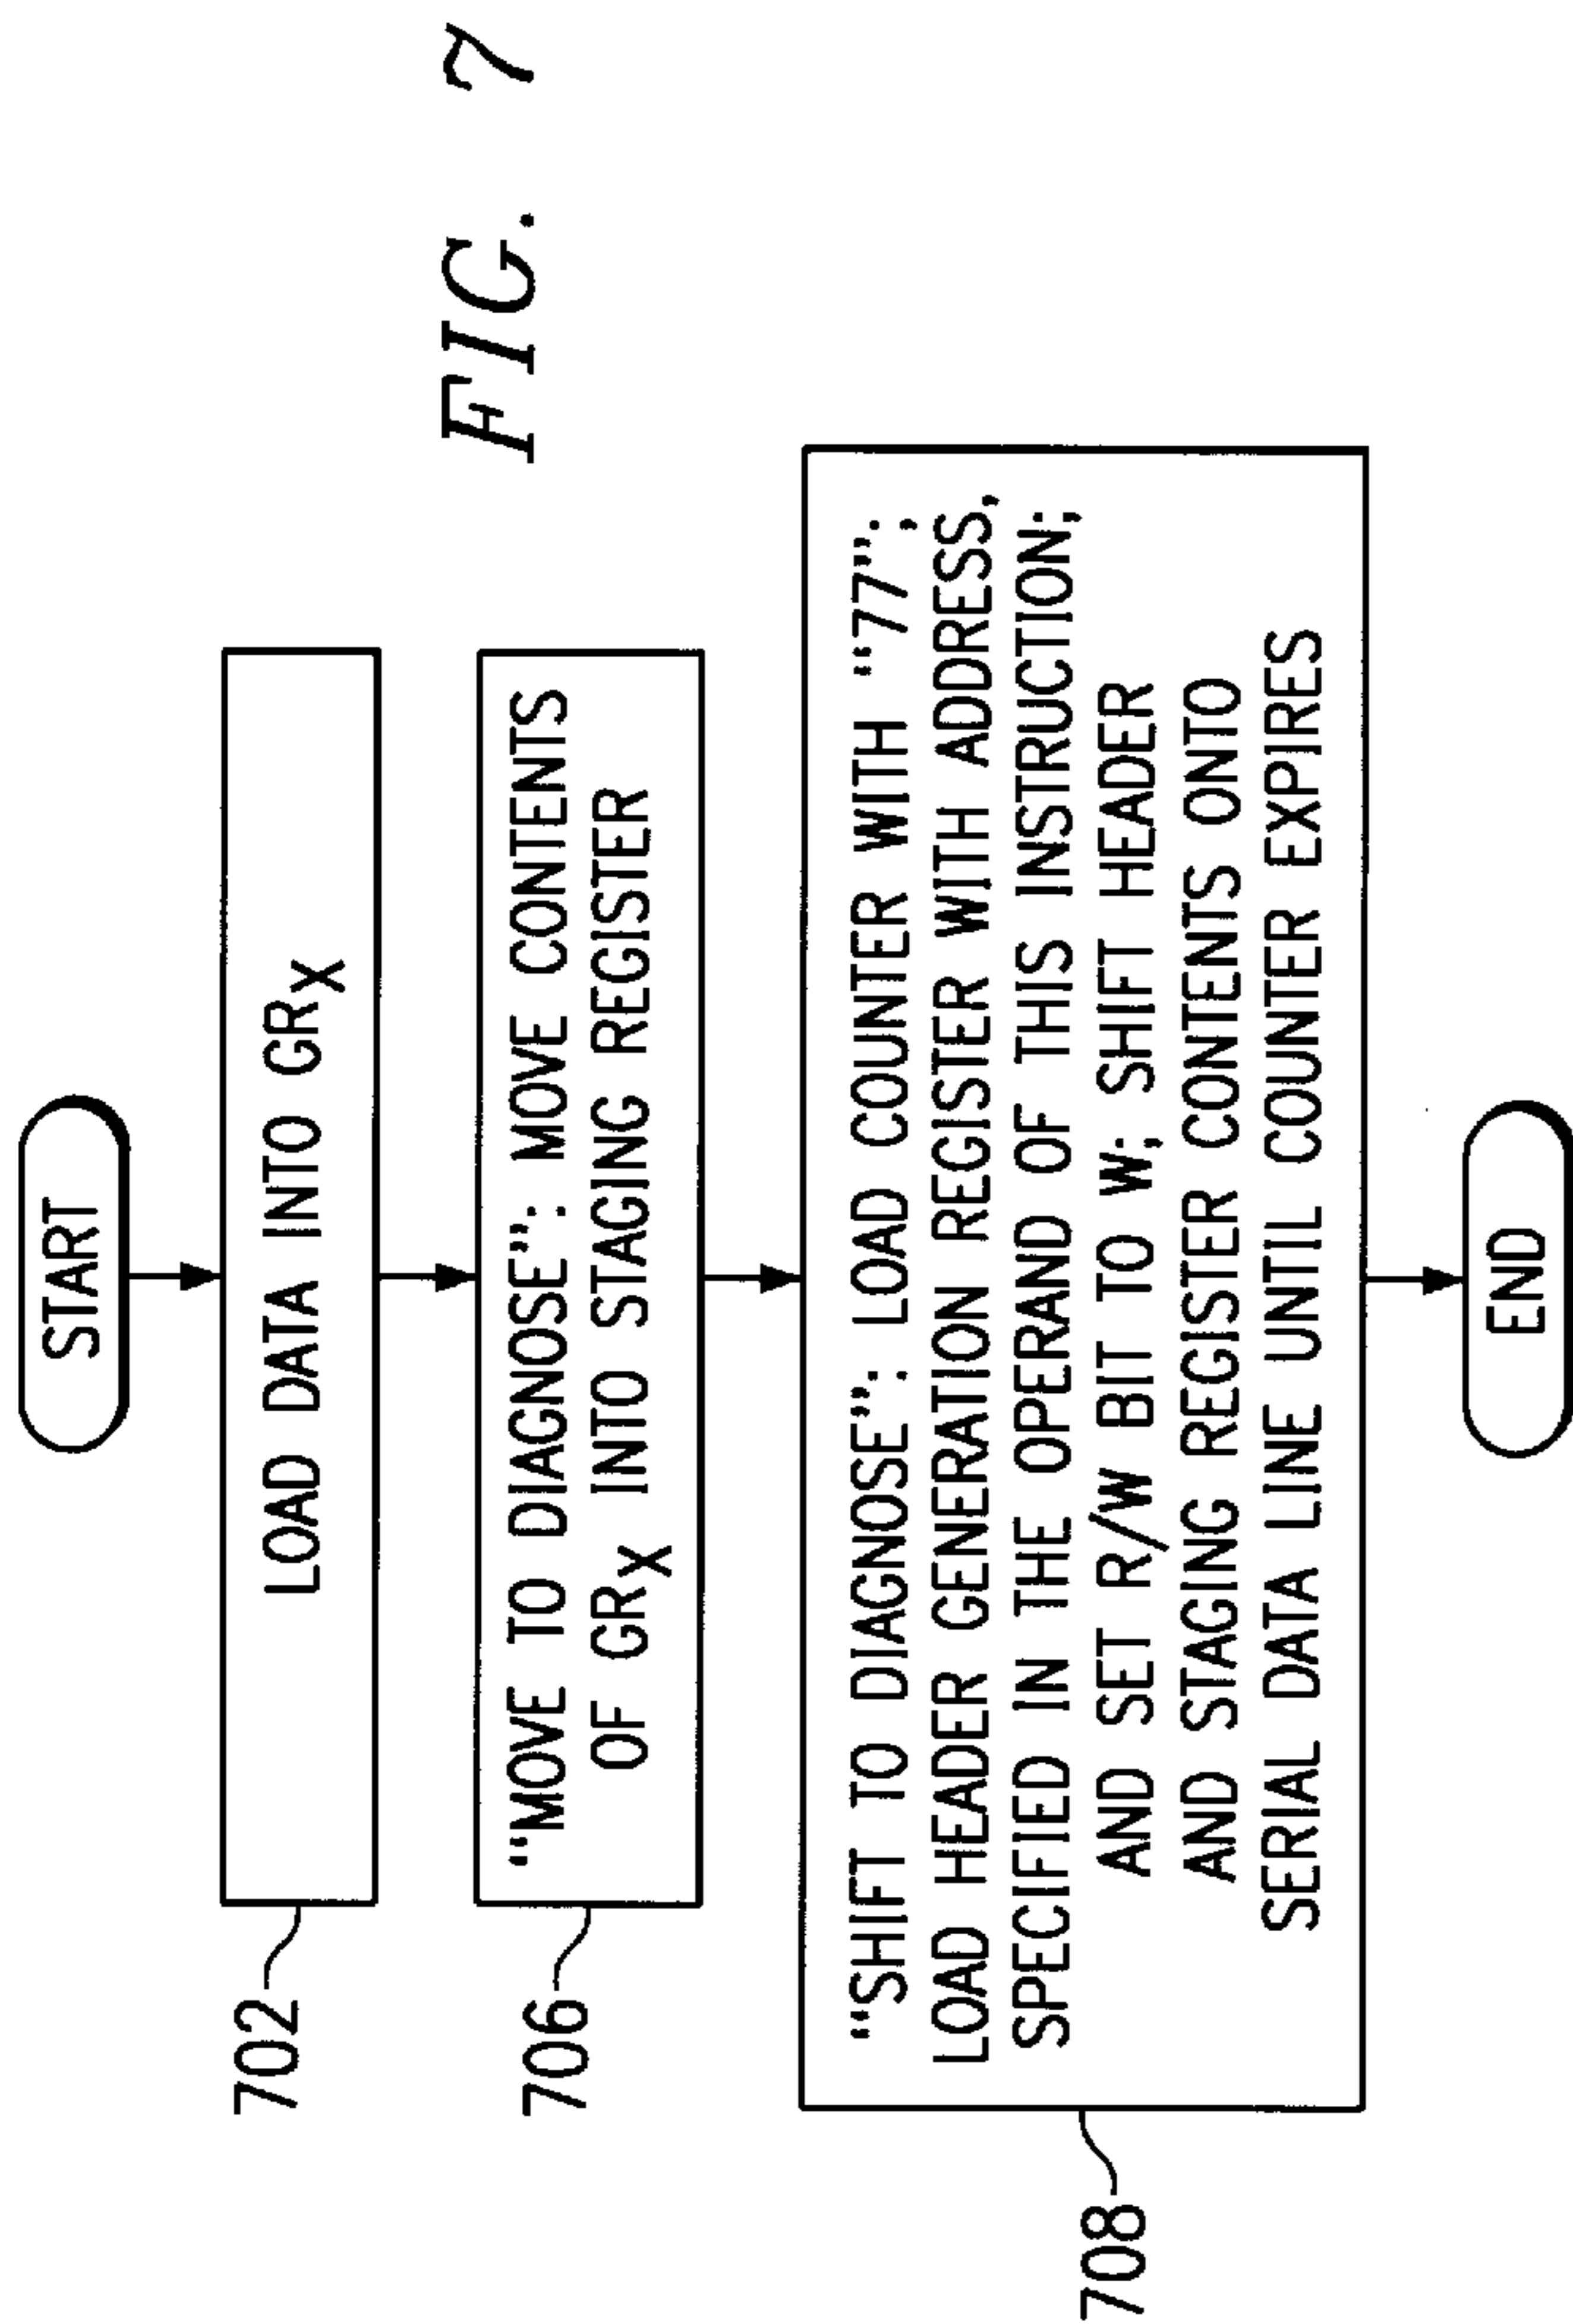 START
702
LOAD DATA INTO GRX
706
“MOVE TO DIAGNOSE”: MOVE CONTENTS
OF GRX INTO STAGING REGISTER
708
“SHIFT TO DIAGNOSE”: LOAD COUNTER WITH “77”;
LOAD HEADER GENERATION REGISTER WITH ADDRESS,
SPECIFIED IN THE OPERAND OF THIS INSTRUCTION;
AND SET R/W BIT TO W; SHIFT HEADER
AND STAGING REGISTER CONTENTS ONTO
SERIAL DATA LINE UNTIL COUNTER EXPIRES
END
FIG. 7